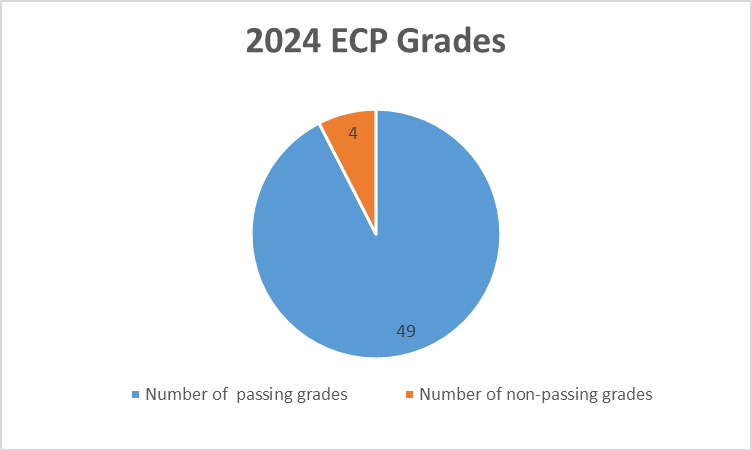 2024 ECP Grades
4
49
Number of  passing grades
Number of non-passing grades